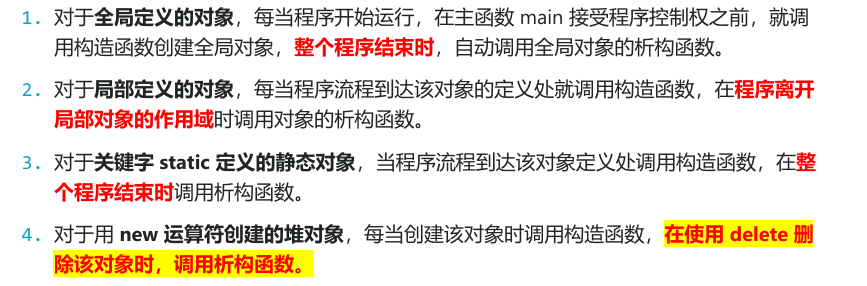 1. 对于全局定义的对象，每当程序开始运行，在主函数 main 接受程序控制权之前，就调
用构造函数创建全局对象，整个程序结束时，自动调用全局对象的析构函数。
2. 对于局部定义的对象，每当程序流程到达该对象的定义处就调用构造函数，在程序离开
局部对象的作用域时调用对象的析构函数。
3. 对于关键字 static 定义的静态对象，当程序流程到达该对象定义处调用构造函数，在整
个程序结束时调用析构函数。
4. 对于用 new 运算符创建的堆对象，每当创建该对象时调用构造函数，在使用 delete 删
除该对象时，调用析构函数。